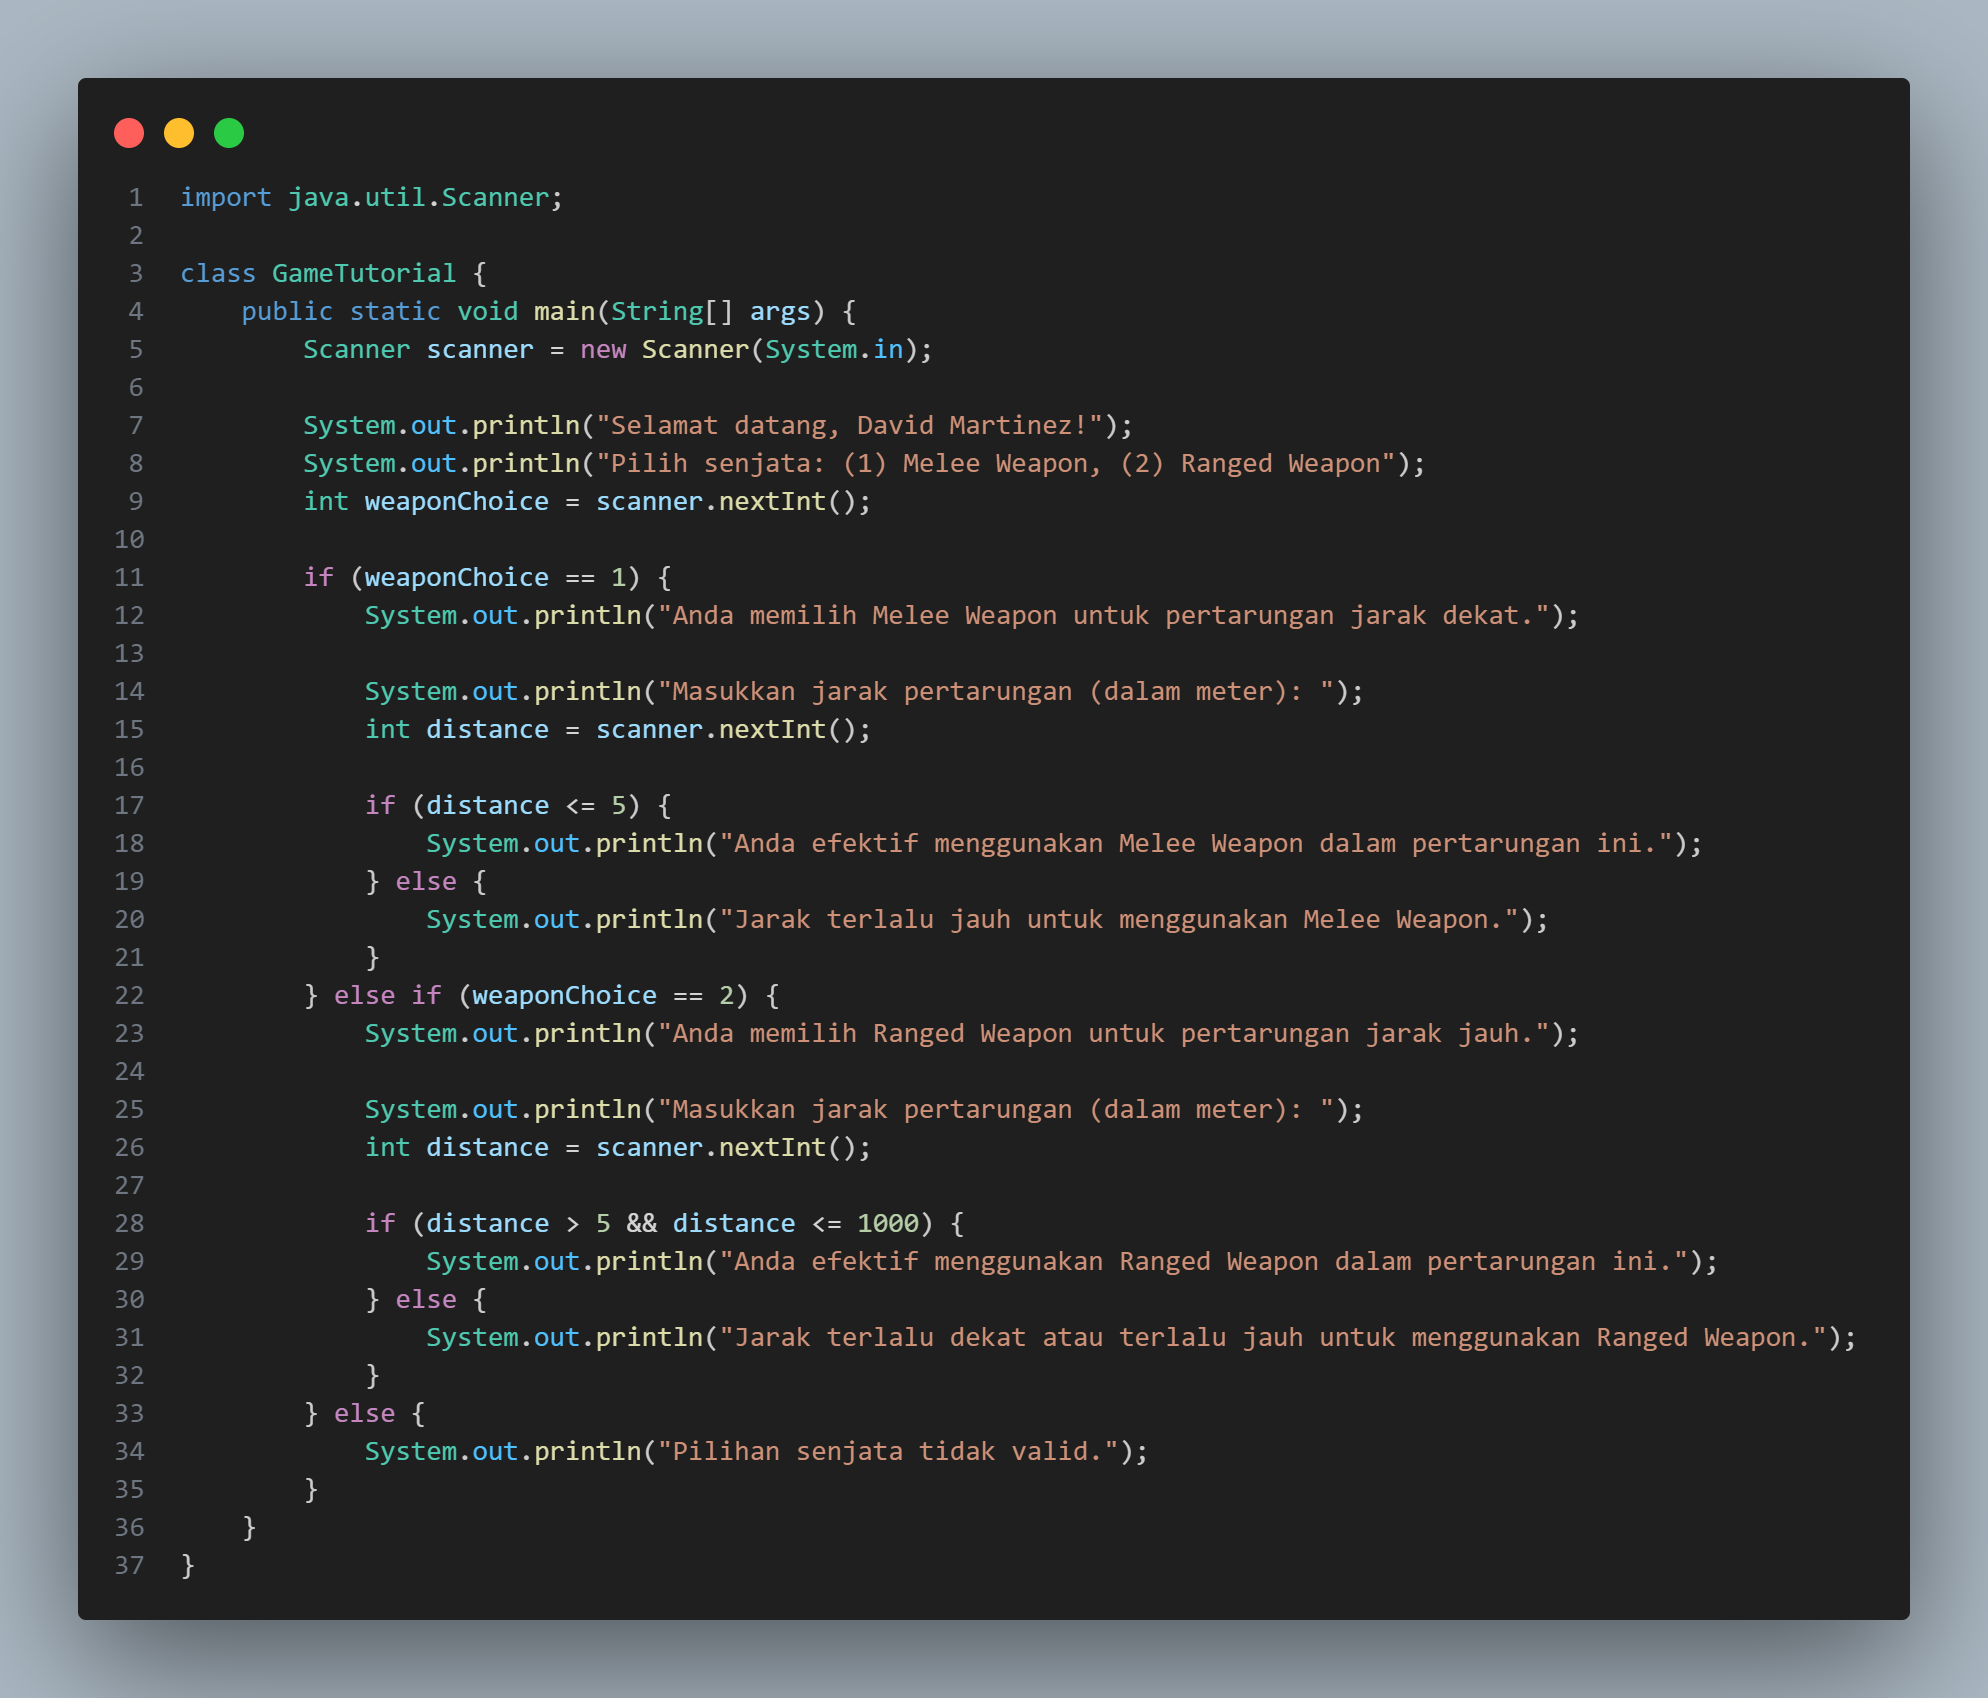 1 import java.util.Scanner;
2
3 class GameTutorial {
4     public static void main(String[] args) {
5         Scanner scanner = new Scanner(System.in);
6
7         System.out.println("Selamat datang, David Martinez!");
8         System.out.println("Pilih senjata: (1) Melee Weapon, (2) Ranged Weapon");
9         int weaponChoice = scanner.nextInt();
10
11         if (weaponChoice == 1) {
12             System.out.println("Anda memilih Melee Weapon untuk pertarungan jarak dekat.");
13
14             System.out.println("Masukkan jarak pertarungan (dalam meter): ");
15             int distance = scanner.nextInt();
16
17             if (distance <= 5) {
18                 System.out.println("Anda efektif menggunakan Melee Weapon dalam pertarungan ini.");
19             } else {
20                 System.out.println("Jarak terlalu jauh untuk menggunakan Melee Weapon.");
21             }
22         } else if (weaponChoice == 2) {
23             System.out.println("Anda memilih Ranged Weapon untuk pertarungan jarak jauh.");
24
25             System.out.println("Masukkan jarak pertarungan (dalam meter): ");
26             int distance = scanner.nextInt();
27
28             if (distance > 5 && distance <= 1000) {
29                 System.out.println("Anda efektif menggunakan Ranged Weapon dalam pertarungan ini.");
30             } else {
31                 System.out.println("Jarak terlalu dekat atau terlalu jauh untuk menggunakan Ranged Weapon.");
32             }
33         } else {
34             System.out.println("Pilihan senjata tidak valid.");
35         }
36     }
37 }